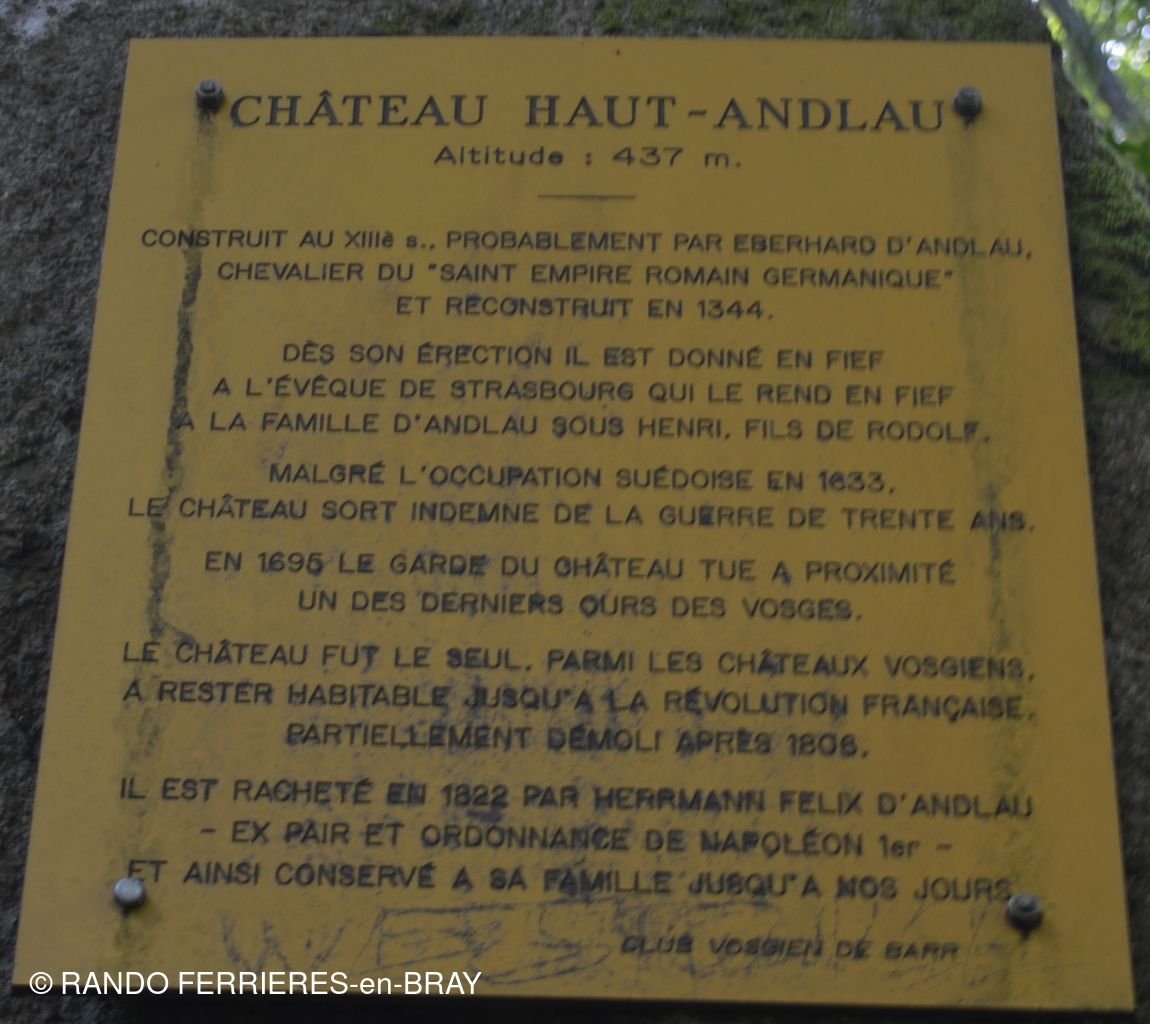 CHÂTEAU HAUT-ANDLAU
Altitude : 437 m.
CONSTRUIT AU XIIIè s., PROBABLEMENT PAR EBERHARD D'ANDLAU,
CHEVALIER DU "SAINT EMPIRE ROMAIN GERMANIQUE"
ET RECONSTRUIT EN 1344.
DÈS SON ÉRECTION IL EST DONNÉ EN FIEF
A L'ÉVÊQUE DE STRASBOURG QUI LE REND EN FIEF
A LA FAMILLE D'ANDLAU SOUS HENRI, FILS DE RODOLF.
MALGRÉ L'OCCUPATION SUÉDOISE EN 1633,
LE CHÂTEAU SORT INDEMNE DE LA GUERRE DE TRENTE ANS.
EN 1695 LE GARDE DU CHÂTEAU TUE A PROXIMITÉ
UN DES DERNIERS OURS DES VOSGES.
LE CHÂTEAU FUT LE SEUL, PARMI LES CHÂTEAUX VOSGIENS,
A RESTER HABITABLE JUSQU'A LA RÉVOLUTION FRANÇAISE,
PARTIELLEMENT DÉMOLI APRÈS 1806.
IL EST RACHETÉ EN 1822 PAR HERRMANN FELIX D'ANDLAU
- EX PAIR ET ORDONNANCE DE NAPOLÉON 1er -
ET AINSI CONSERVÉ A SA FAMILLE JUSQU'A NOS JOURS
CLUB VOSGIEN DE BARR
© RANDO FERRIERES-en-BRAY